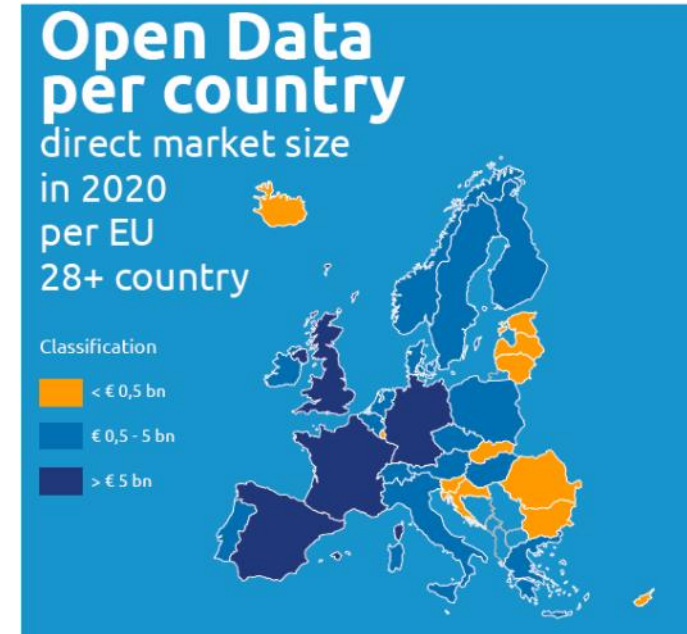 Open Data
per country
direct market size
in 2020
per EU
28+ country
Classification
< € 0,5 bn
€ 0,5 - 5 bn
> € 5 bn